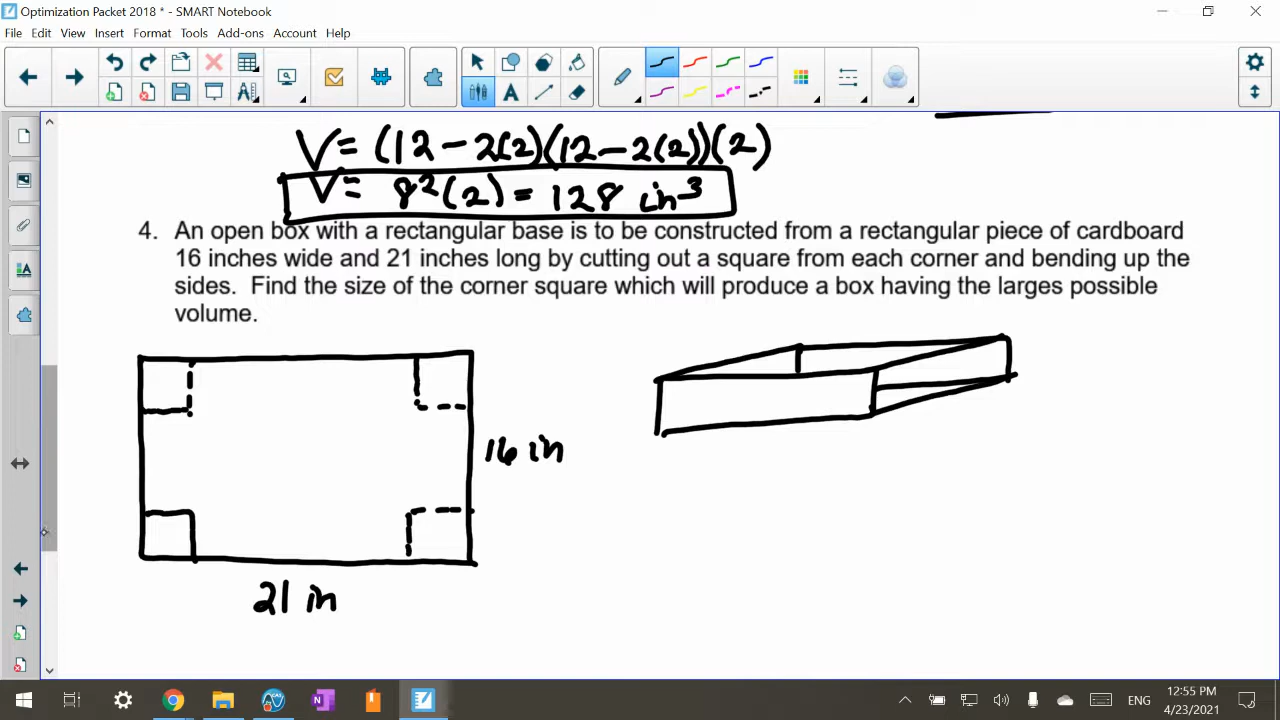 Optimization Packet 2018 * - SMART Notebook
File Edit View Insert Format Tools Add-ons Account Help
V= (12 - 2(2)(12 - 2(2))(2)
V= 8²(2) = 128 in³
4. An open box with a rectangular base is to be constructed from a rectangular piece of cardboard
16 inches wide and 21 inches long by cutting out a square from each corner and bending up the
sides. Find the size of the corner square which will produce a box having the larges possible
volume.
16 in
21 in
ENG
12:55 PM
4/23/2021